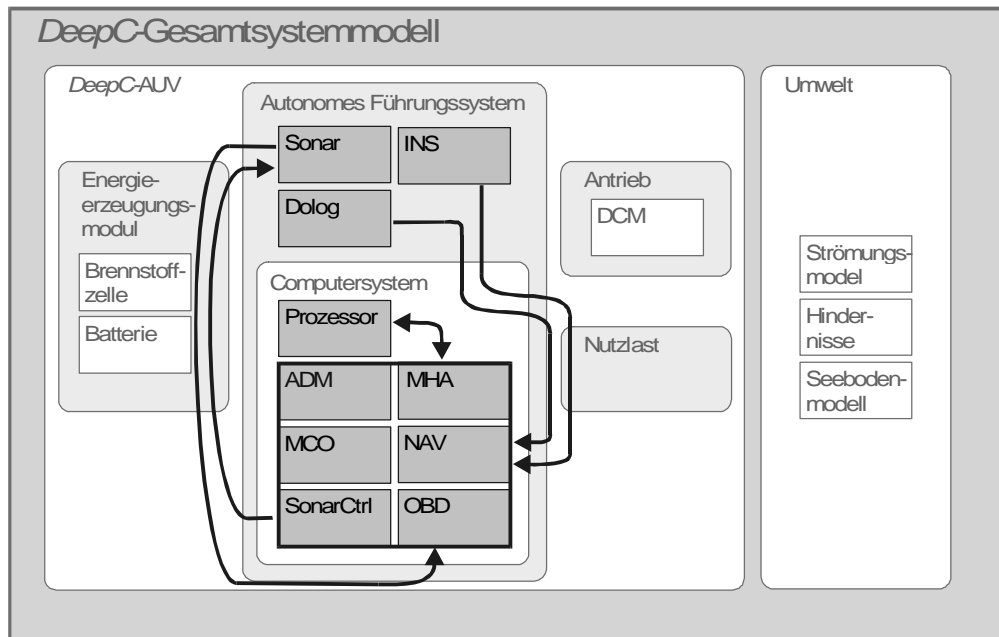 DeepC-Gesamtsystemmodell
DeepC-AUV
Umwelt
Autonomes Führungssystem
Sonar
INS
Energie-
erzeugungs-
modul
Antrieb
Dolog
DCM
Brennstoff-
zelle
Strömungs-
model
Computersystem
Batterie
Prozessor
Hinder-
nisse
Nutzlast
ADM
MHA
Seeboden-
modell
MCO
NAV
SonarCtrl
OBD